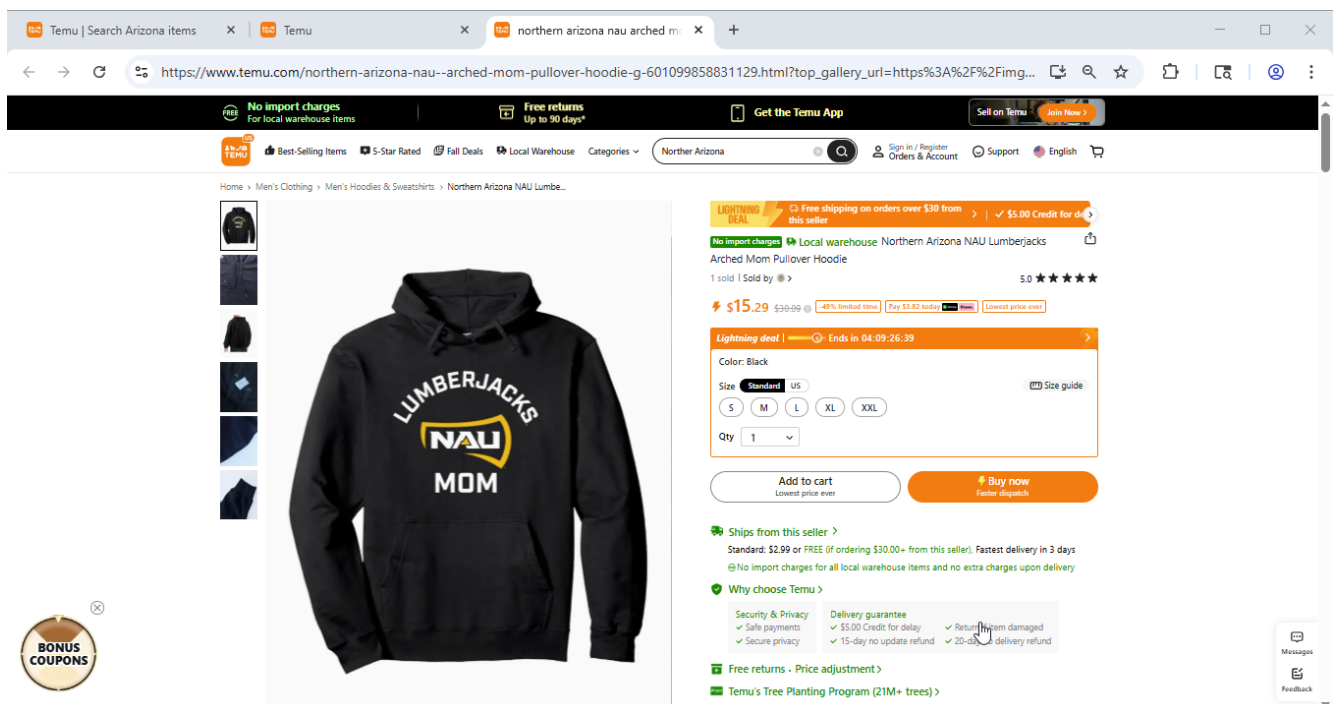 Temu | Search Arizona items
Temu
northern arizona nau arched m
https://www.temu.com/northern-arizona-nau--arched-mom-pullover-hoodie-g-601099858831129.html?top_gallery_url=https%3A%2F%2Fimg...
FREE
No import charges
For local warehouse items
Free returns
Up to 90 days*
Get the Temu App
Sell on Temu
Join Now >
TEMU
US
Best-Selling Items
5-Star Rated
Fall Deals
Local Warehouse
Categories
Norther Arizona
Sign in / Register
Orders & Account
Support
English
Home > Men's Clothing > Men's Hoodies & Sweatshirts > Northern Arizona NAU Lumbe...
LIGHTNING DEAL
Free shipping on orders over $30 from this seller >
$5.00 Credit for de
No import charges Local warehouse Northern Arizona NAU Lumberjacks
Arched Mom Pullover Hoodie
1 sold | Sold by
5.0
$15.29 $30.09 -49% limited time Pay $3.82 today Lowest price ever
Lightning deal | Ends in 04:09:26:39
Color: Black
Size Standard US
Size guide
S M L XL XXL
Qty 1
Add to cart
Lowest price ever
Buy now
Faster dispatch
Ships from this seller >
Standard: $2.99 or FREE (if ordering $30.00+ from this seller). Fastest delivery in 3 days
No import charges for all local warehouse items and no extra charges upon delivery
Why choose Temu >
Security & Privacy
Safe payments
Secure privacy
Delivery guarantee
$5.00 Credit for delay
Return item damaged
15-day no update refund
20-day no delivery refund
Free returns . Price adjustment >
Temu's Tree Planting Program (21M+ trees) >
LUMBERJACKS
NAU
MOM
BONUS
COUPONS
Messages
Feedback